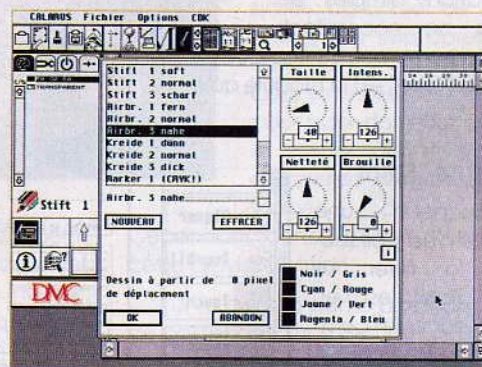 CALAMUS Fichier Options CDK
TRANSPARENT
Stift 1 soft
Stift 2 normal
Stift 3 scharf
Airbr. 1 fern
Airbr. 2 normal
Airbr. 3 nahe
Kreide 1 dünn
Kreide 2 normal
Kreide 3 dick
Marker 1 (CMYK!)
Airbr. 3 nahe
NOUVEAU
EFFACER
Dessin à partir de 0 pixel
de déplacement
OK
ABANDON
Taille
Intens.
48
126
Netteté
Brouille
126
0
Noir / Gris
Cyan / Rouge
Jaune / Vert
Magenta / Bleu
Stift 1
DMC